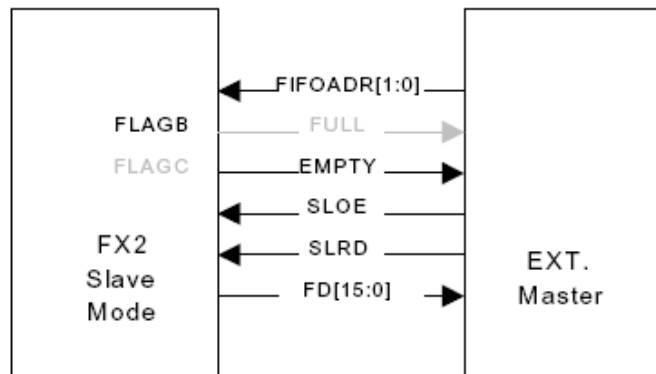 FIFOADR[1:0]
FLAGB FULL
FLAGC EMPTY
SLOE
SLRD
FD[15:0]
FX2
Slave
Mode
EXT.
Master